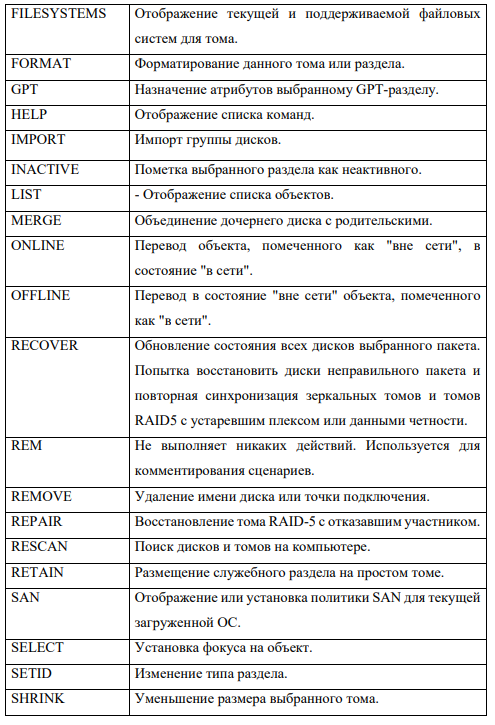 FILESYSTEMS Отображение текущей и поддерживаемой файловых
систем для тома.
FORMAT Форматирование данного тома или раздела.
GPT Назначение атрибутов выбранному GPT-разделу.
HELP Отображение списка команд.
IMPORT Импорт группы дисков.
INACTIVE Пометка выбранного раздела как неактивного.
LIST - Отображение списка объектов.
MERGE Объединение дочернего диска с родительскими.
ONLINE Перевод объекта, помеченного как "вне сети", в
состояние "в сети".
OFFLINE Перевод в состояние "вне сети" объекта, помеченного
как "в сети".
RECOVER Обновление состояния всех дисков выбранного пакета.
Попытка восстановить диски неправильного пакета и
повторная синхронизация зеркальных томов и томов
RAID5 с устаревшим плексом или данными четности.
REM Не выполняет никаких действий. Используется для
комментирования сценариев.
REMOVE Удаление имени диска или точки подключения.
REPAIR Восстановление тома RAID-5 с отказавшим участником.
RESCAN Поиск дисков и томов на компьютере.
RETAIN Размещение служебного раздела на простом томе.
SAN Отображение или установка политики SAN для текущей
загруженной ОС.
SELECT Установка фокуса на объект.
SETID Изменение типа раздела.
SHRINK Уменьшение размера выбранного тома.